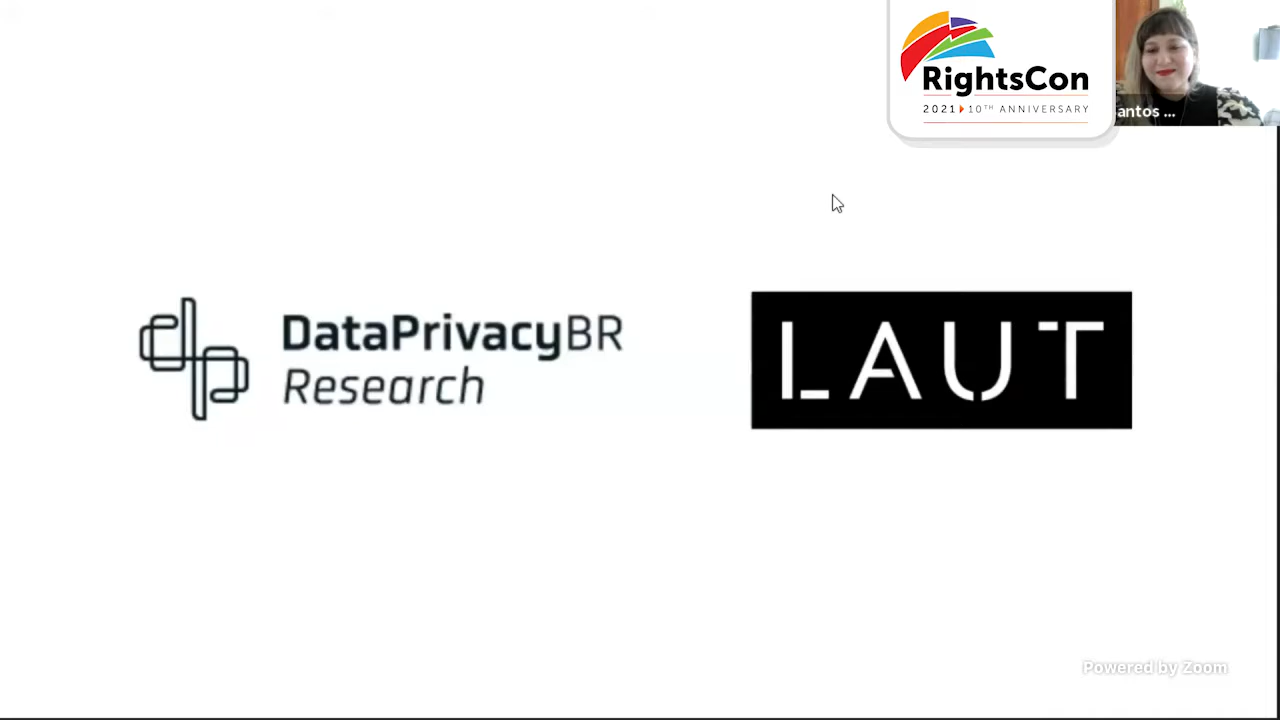 RightsCon
2021 10TH ANNIVERSARY
antos ...
DataPrivacyBR
Research
LAUT
Powered by Zoom